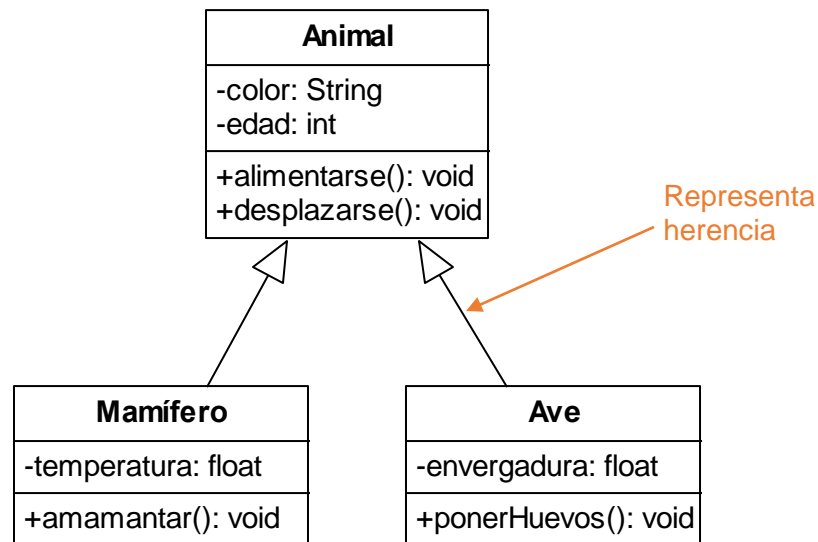 Animal
-color: String
-edad: int
+alimentarse(): void
+desplazarse(): void
Representa
herencia
Mamífero
-temperatura: float
+amamantar(): void
Ave
-envergadura: float
+ponerHuevos(): void